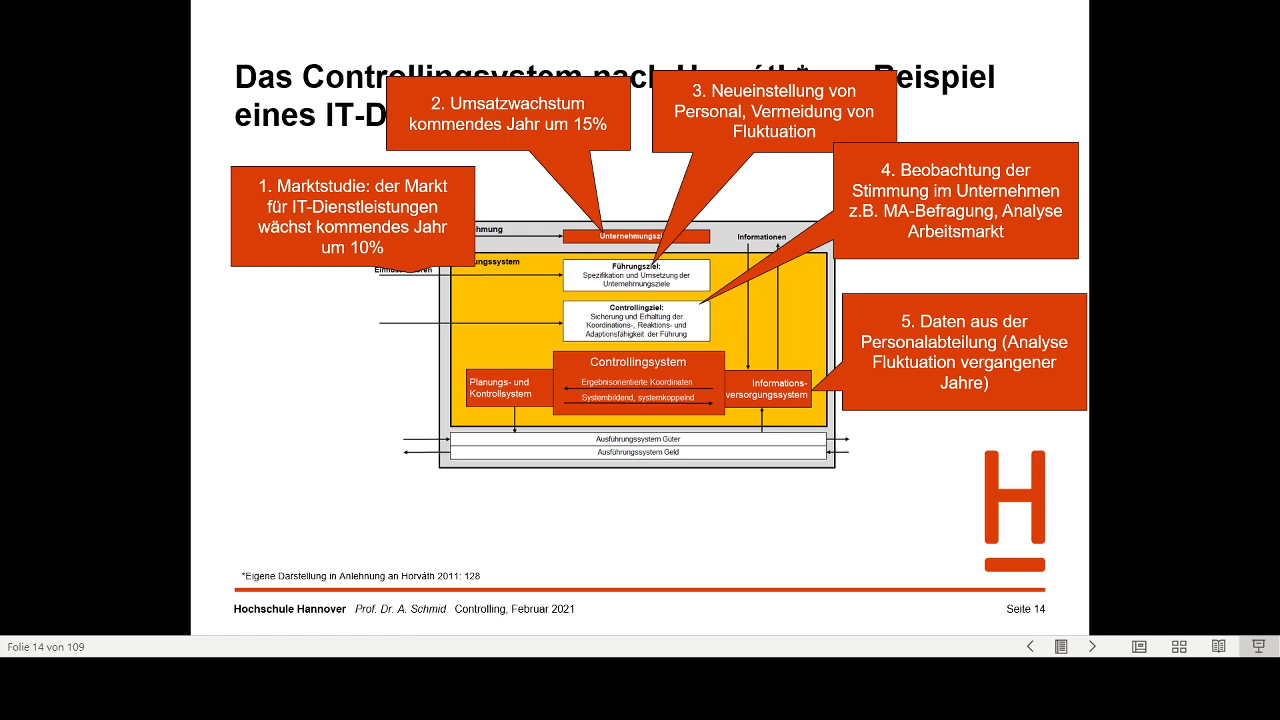 Das Controllingsystem nach
Beispiel
eines IT-D
2. Umsatzwachstum
kommendes Jahr um 15%
3. Neueinstellung von
Personal, Vermeidung von
Fluktuation
1. Marktstudie: der Markt
für IT-Dienstleistungen
wächst kommendes Jahr
um 10%
4. Beobachtung der
Stimmung im Unternehmen
z.B. MA-Befragung, Analyse
Arbeitsmarkt
5. Daten aus der
Personalabteilung (Analyse
Fluktuation vergangener
Jahre)
Informationen
Führungsziel:
Spezifikation und Umsetzung der
Unternehmungsziele
Controllingziel:
Sicherung und Erhaltung der
Koordinations-, Reaktions- und
Adaptionsfähigkeit der Führung
Controllingsystem
Ergebnisorientierte Koordinaten
Systembildend, systemkoppelnd
Planungs- und
Kontrollsystem
Informations-
versorgungssystem
Ausführungssystem Güter
Ausführungssystem Geld
H
*Eigene Darstellung in Anlehnung an Horváth 2011: 128
Hochschule Hannover Prof. Dr. A. Schmid Controlling, Februar 2021
Seite 14
Folie 14 von 109